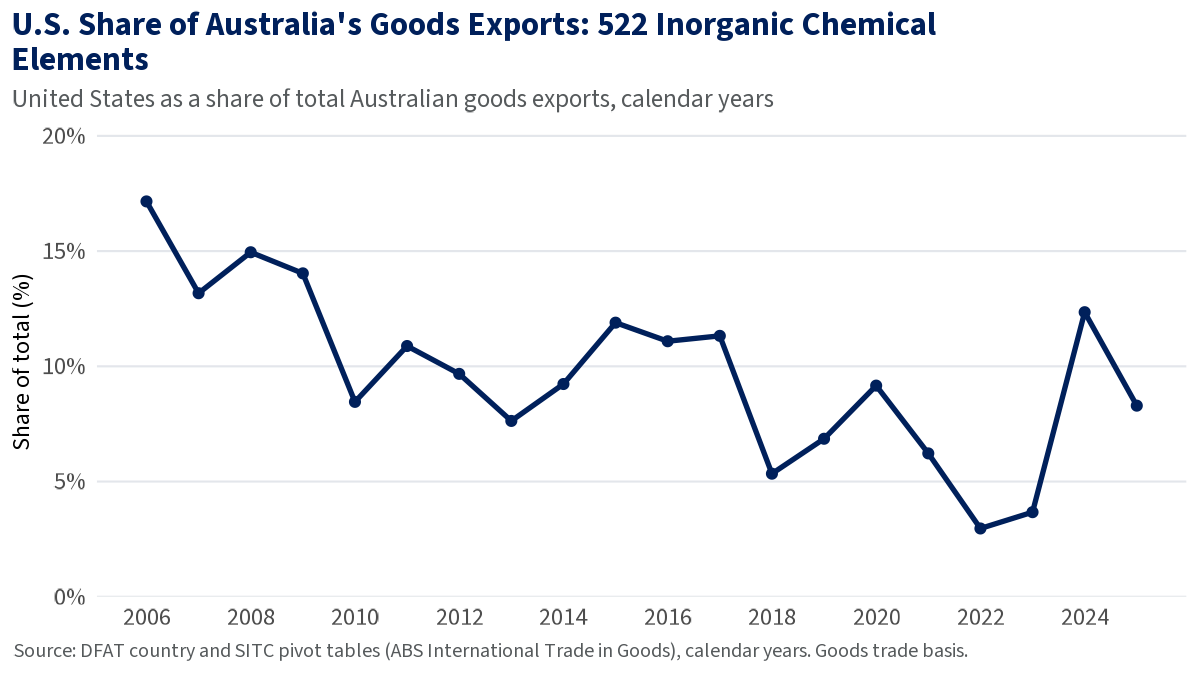 U.S. Share of Australia's Goods Exports: 522 Inorganic Chemical
Elements
United States as a share of total Australian goods exports, calendar years
20%
15%
10%
5%
0%
Share of total (%)
2006 2008 2010 2012 2014 2016 2018 2020 2022 2024
Source: DFAT country and SITC pivot tables (ABS International Trade in Goods), calendar years. Goods trade basis.